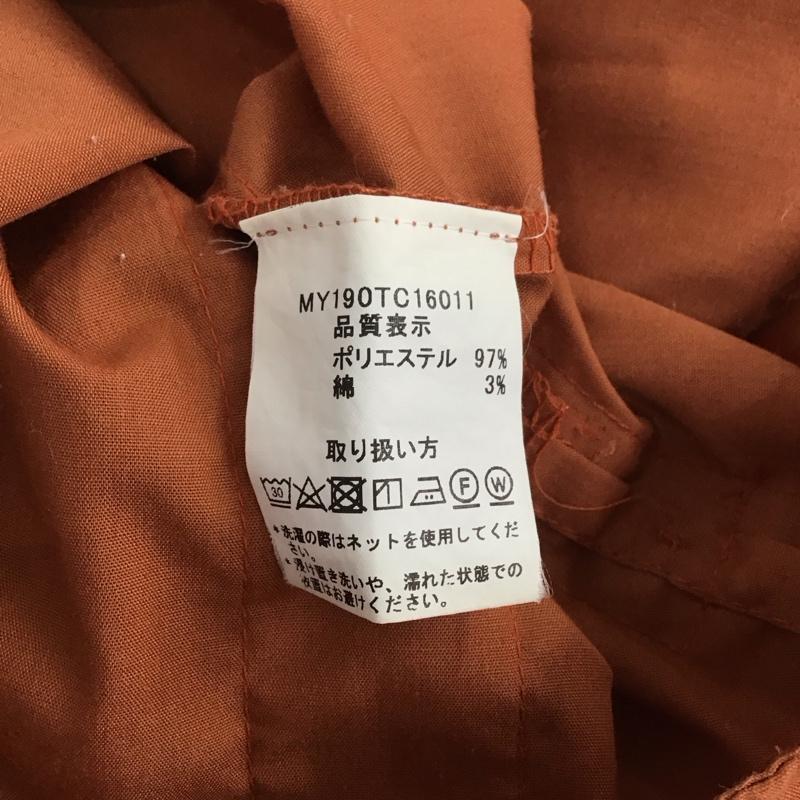 MY190TC16011
品質表示
ポリエステル 97%
綿 3%
取り扱い方
30 1 F W
*洗濯の際はネットを使用してくだ
さい。
*浸け置き洗いや、濡れた状態での
放置はお避けください。